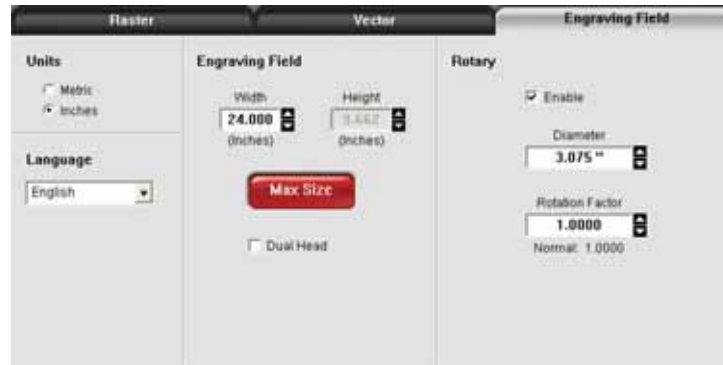 Raster Vector Engraving Field
Units
Metric
Inches
Language
English
Engraving Field
Width Height
24.000
(Inches) (Inches)
Max Size
Dual Head
Rotary
Enable
Diameter
3.075 "
Rotation Factor
1.0000
Normal: 1.0000